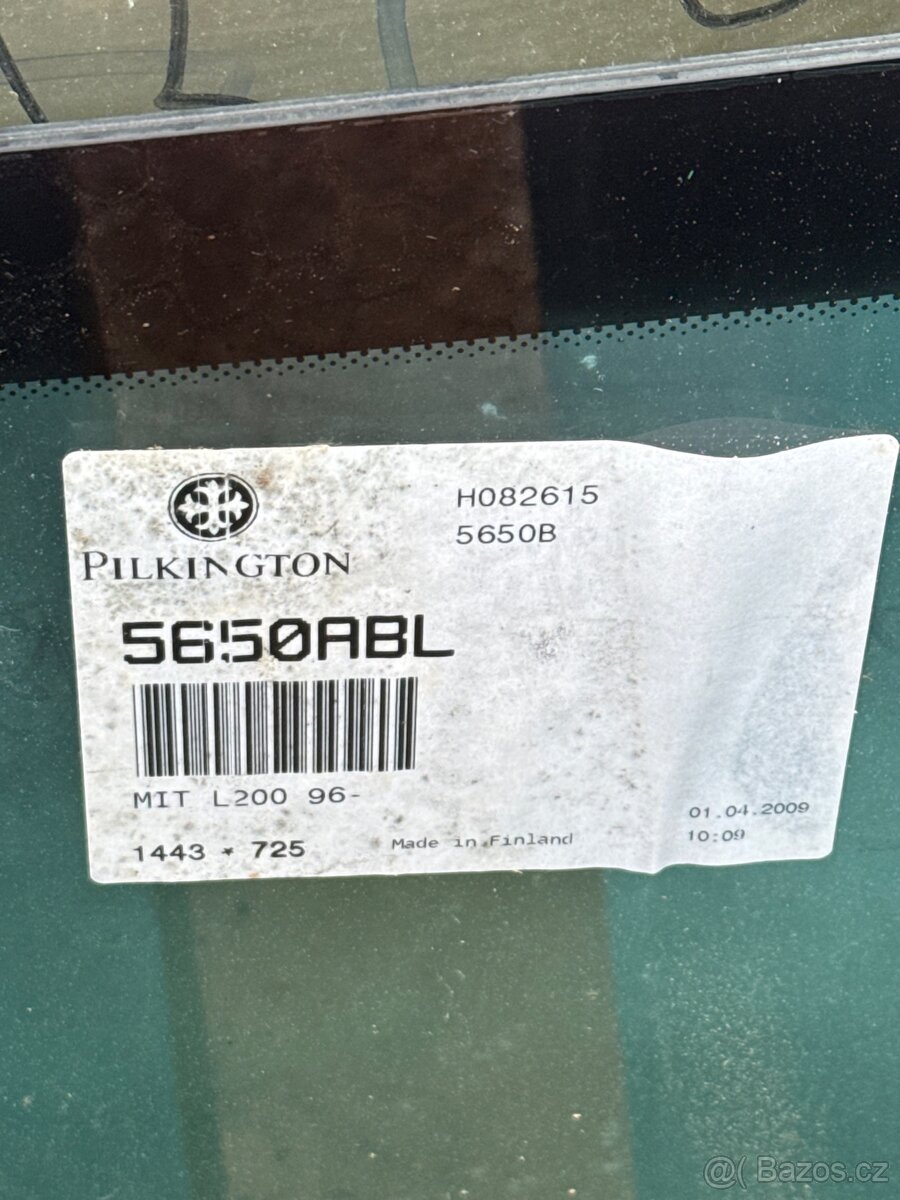 PILKINGTON
H082615
5650B
5650ABL
MIT L200 96-
1443 * 725
Made in Finland
01.04.2009
10:09
@( Bazos.cz